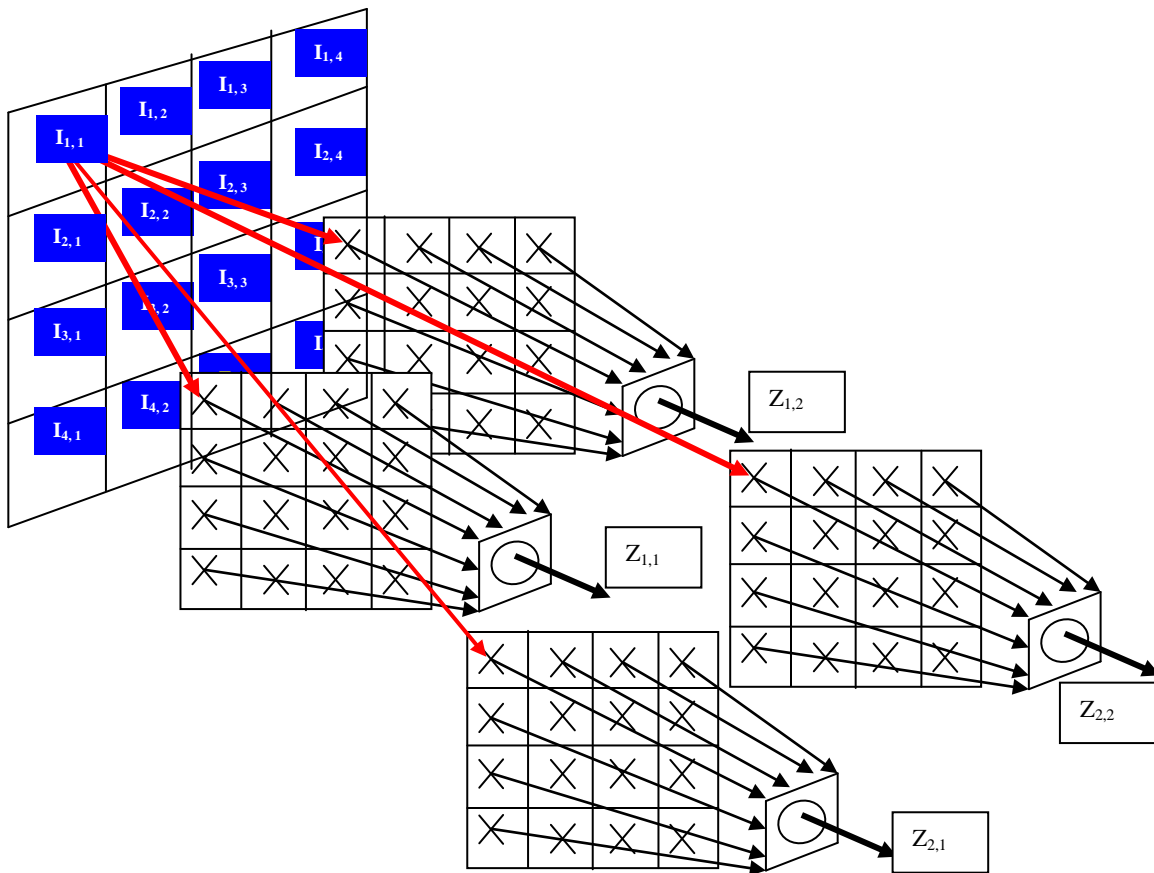 I1,1
I1,2
I1,3
I1,4
I2,1
I2,2
I2,3
I2,4
I3,1
I3,3
I
I4,1
I4,2
I
Z1,2
Z1,1
Z2,2
Z2,1